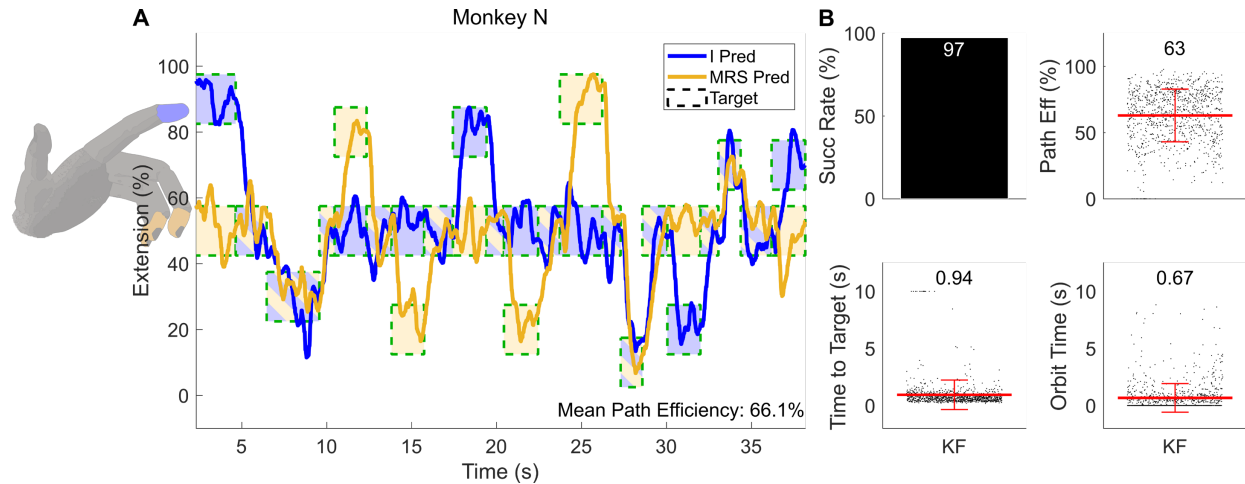 A
Monkey N
I Pred
MRS Pred
Target
Extension (%)
100
80
60
40
20
0
Mean Path Efficiency: 66.1%
5
10
15
20
25
30
35
Time (s)
B
Succ Rate (%)
100
50
0
97
Path Eff (%)
100
50
0
63
Time to Target (s)
10
5
0
0.94
KF
Orbit Time (s)
10
5
0
0.67
KF